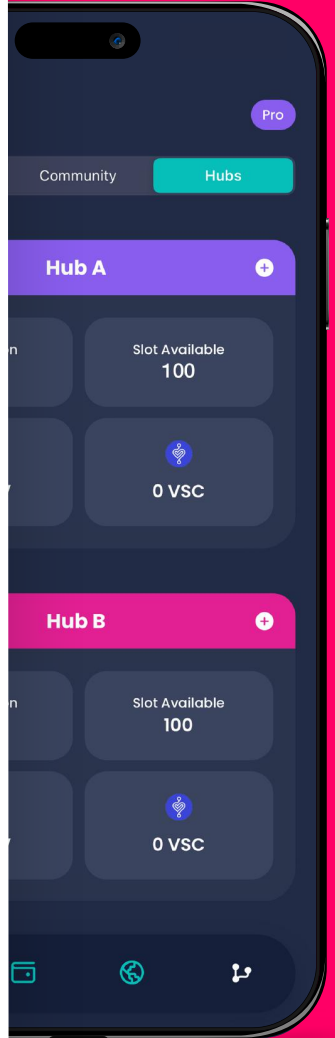 Pro
Community
Hubs
Hub A
n
Slot Available
100
0 VSC
Hub B
n
Slot Available
100
0 VSC